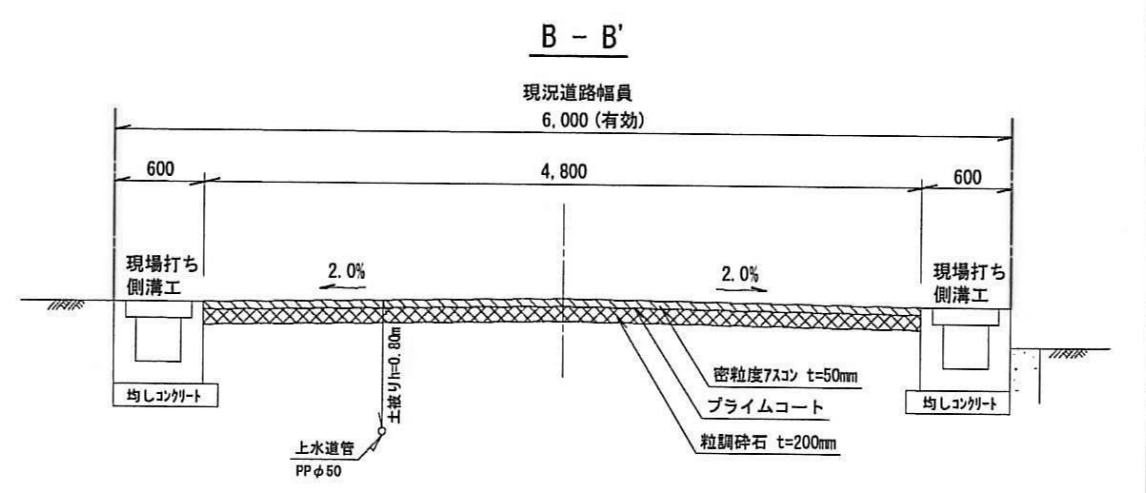 B - B'
現況道路幅員
6,000(有効)
600
4,800
600
現場打ち
側溝工
2.0%
2.0%
現場打ち
側溝工
土被りh=0.80m
密粒度アスコン t=50mm
プライムコート
粒調砕石 t=200mm
均しコンクリート
均しコンクリート
上水道管
PPφ50